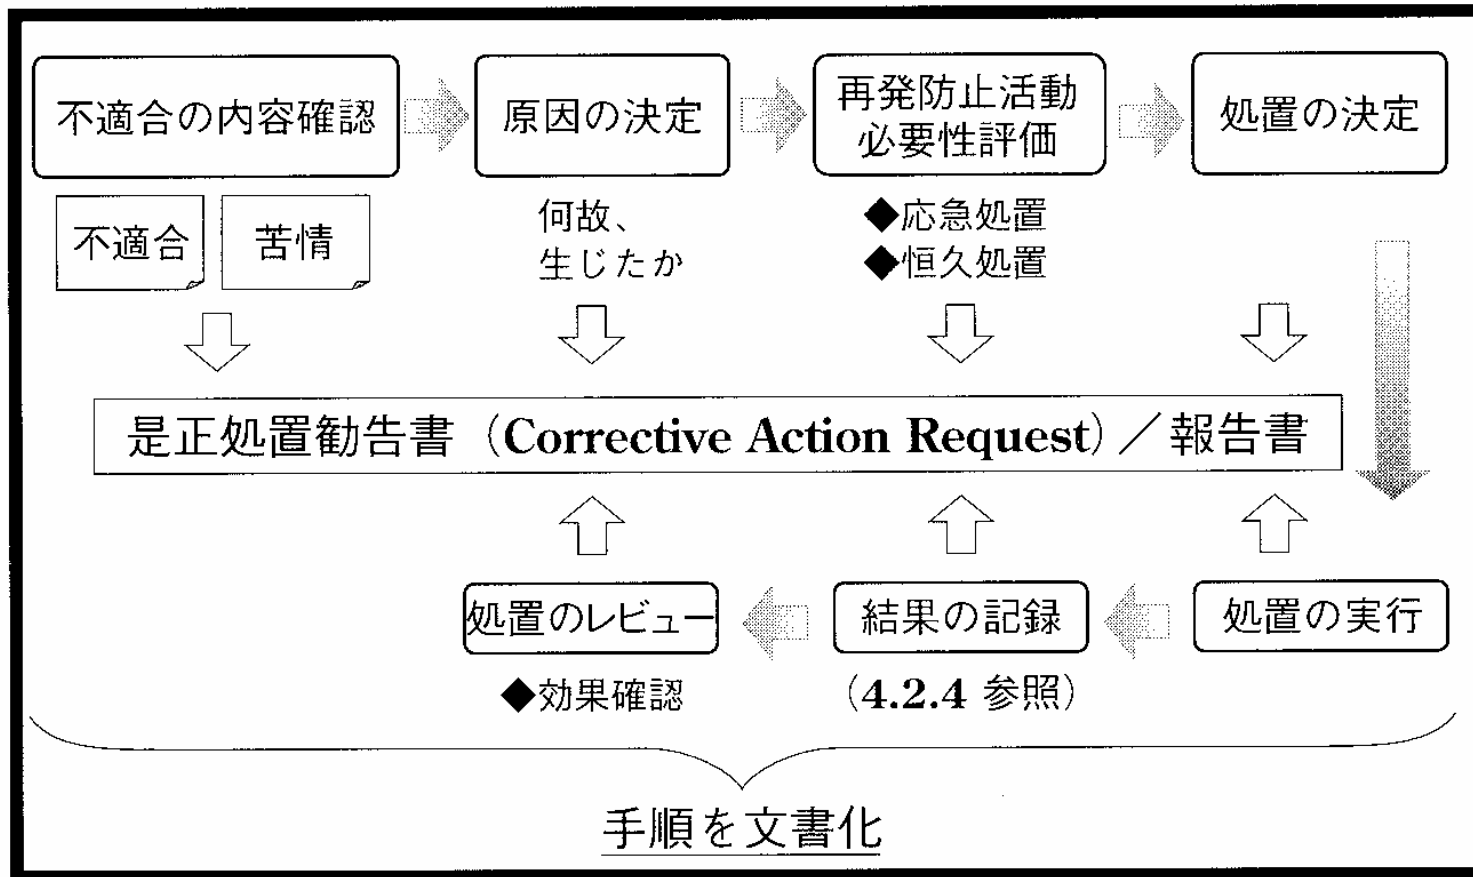 不適合の内容確認
原因の決定
再発防止活動
必要性評価
処置の決定
不適合
苦情
何故、
生じたか
◆応急処置
◆恒久処置
是正処置勧告書（Corrective Action Request）／報告書
処置のレビュー
結果の記録
処置の実行
◆効果確認
（4.2.4 参照）
手順を文書化